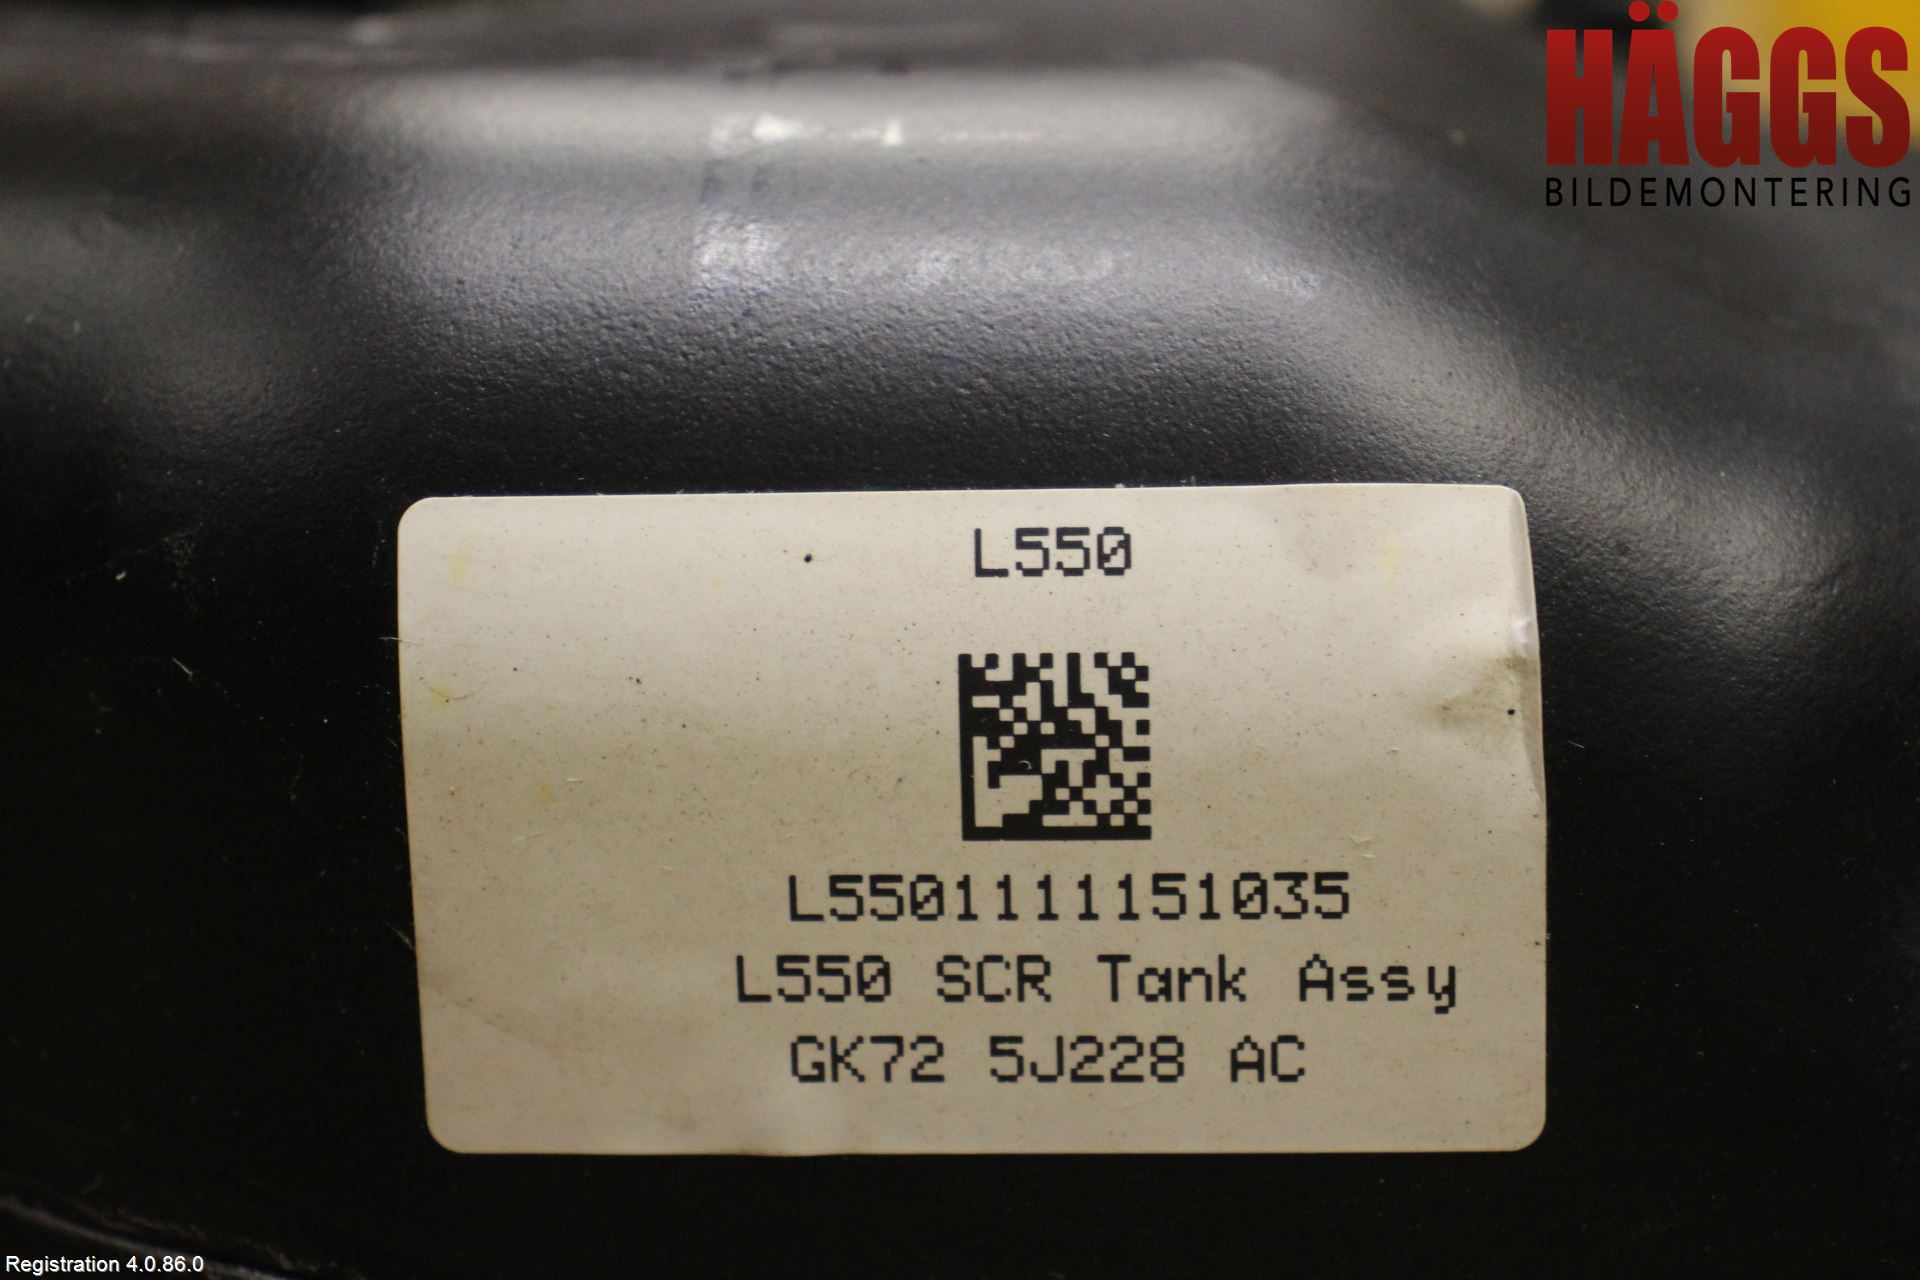 HÄGGS
BILDEMONTERING
L550
L5501111151035
L550 SCR Tank Assy
GK72 5J228 AC
Registration 4.0.86.0